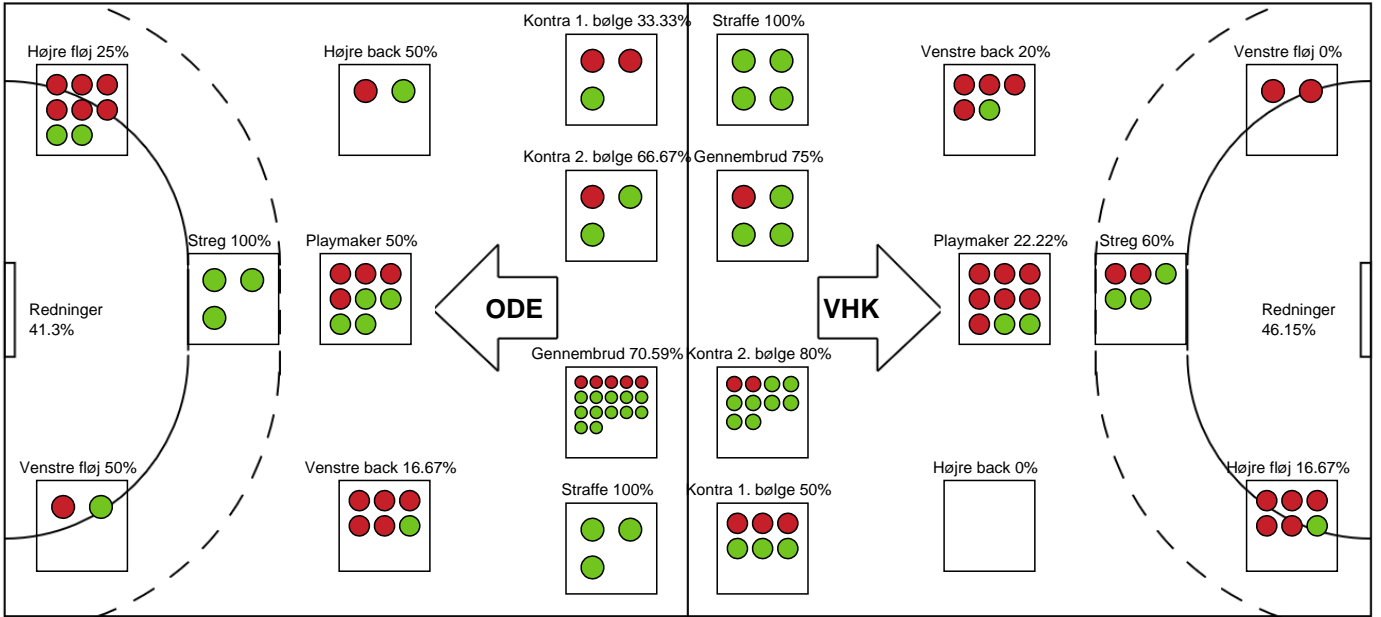 Kontra 1. bølge 33.33%
Straffe 100%
Højre fløj 25%
Højre back 50%
Venstre back 20%
Venstre fløj 0%
Kontra 2. bølge 66.67%
Gennembrud 75%
Streg 100%
Playmaker 50%
Playmaker 22.22%
Streg 60%
Redninger
41.3%
ODE
VHK
Redninger
46.15%
Gennembrud 70.59%
Kontra 2. bølge 80%
Venstre fløj 50%
Venstre back 16.67%
Højre back 0%
Højre fløj 16.67%
Straffe 100%
Kontra 1. bølge 50%